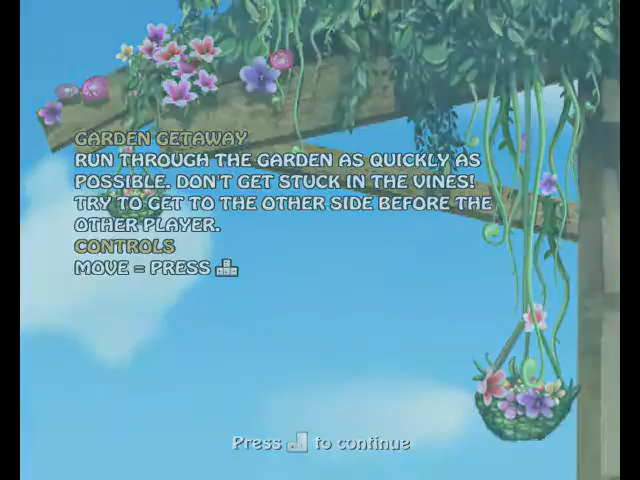 GARDEN GETAWAY
RUN THROUGH THE GARDEN AS QUICKLY AS
POSSIBLE. DON'T GET STUCK IN THE VINES!
TRY TO GET TO THE OTHER SIDE BEFORE THE
OTHER PLAYER.
CONTROLS
MOVE = PRESS
Press to continue